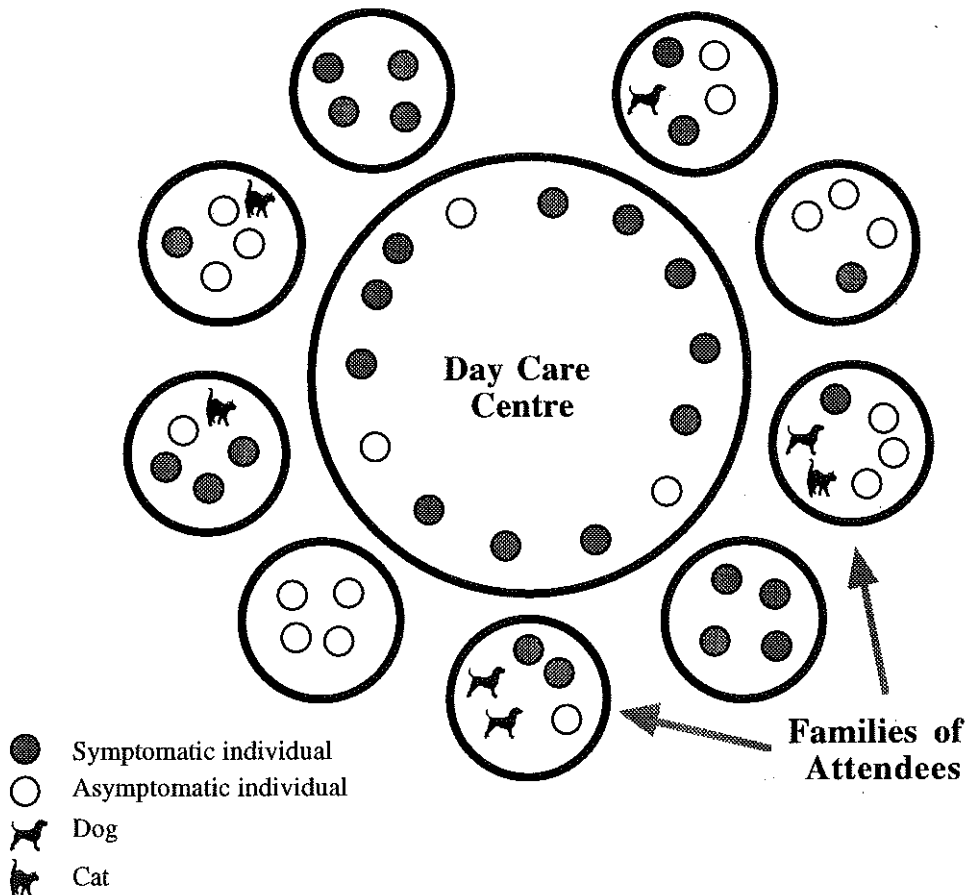 Day Care
Centre
Families of
Attendees
Symptomatic individual
Asymptomatic individual
Dog
Cat